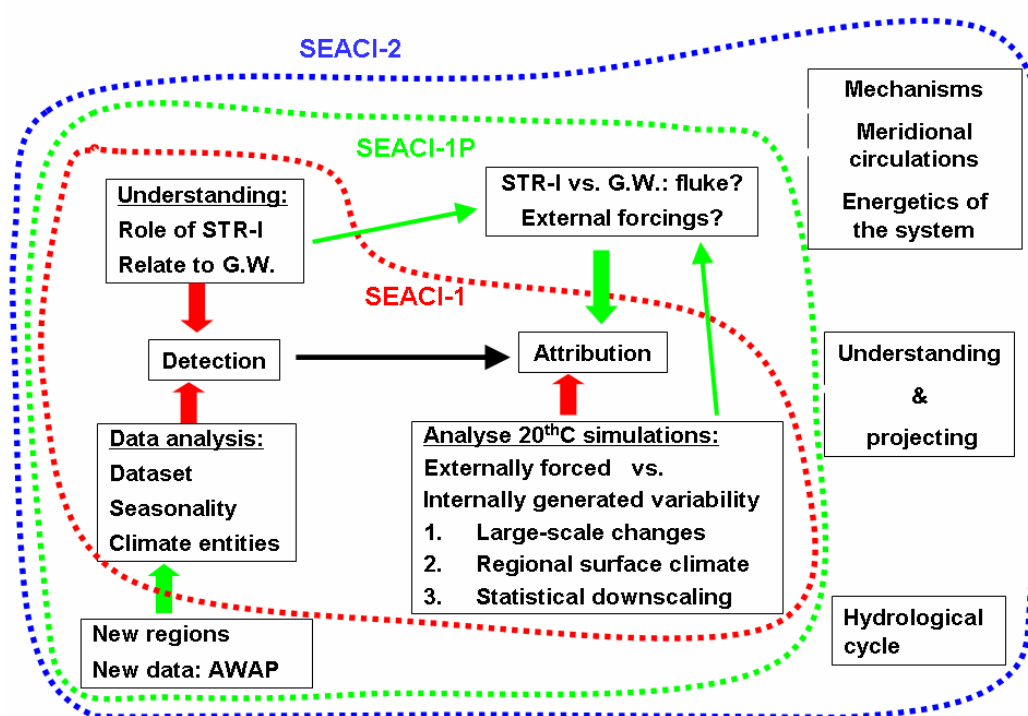 SEACI-2
SEACI-1P
SEACI-1
Understanding:
Role of STR-I
Relate to G.W.
STR-I vs. G.W.: fluke?
External forcings?
Mechanisms
Meridional
circulations
Energetics of
the system
Detection
Attribution
Understanding
&
projecting
Data analysis:
Dataset
Seasonality
Climate entities
Analyse 20thC simulations:
Externally forced vs.
Internally generated variability
1. Large-scale changes
2. Regional surface climate
3. Statistical downscaling
New regions
New data: AWAP
Hydrological
cycle